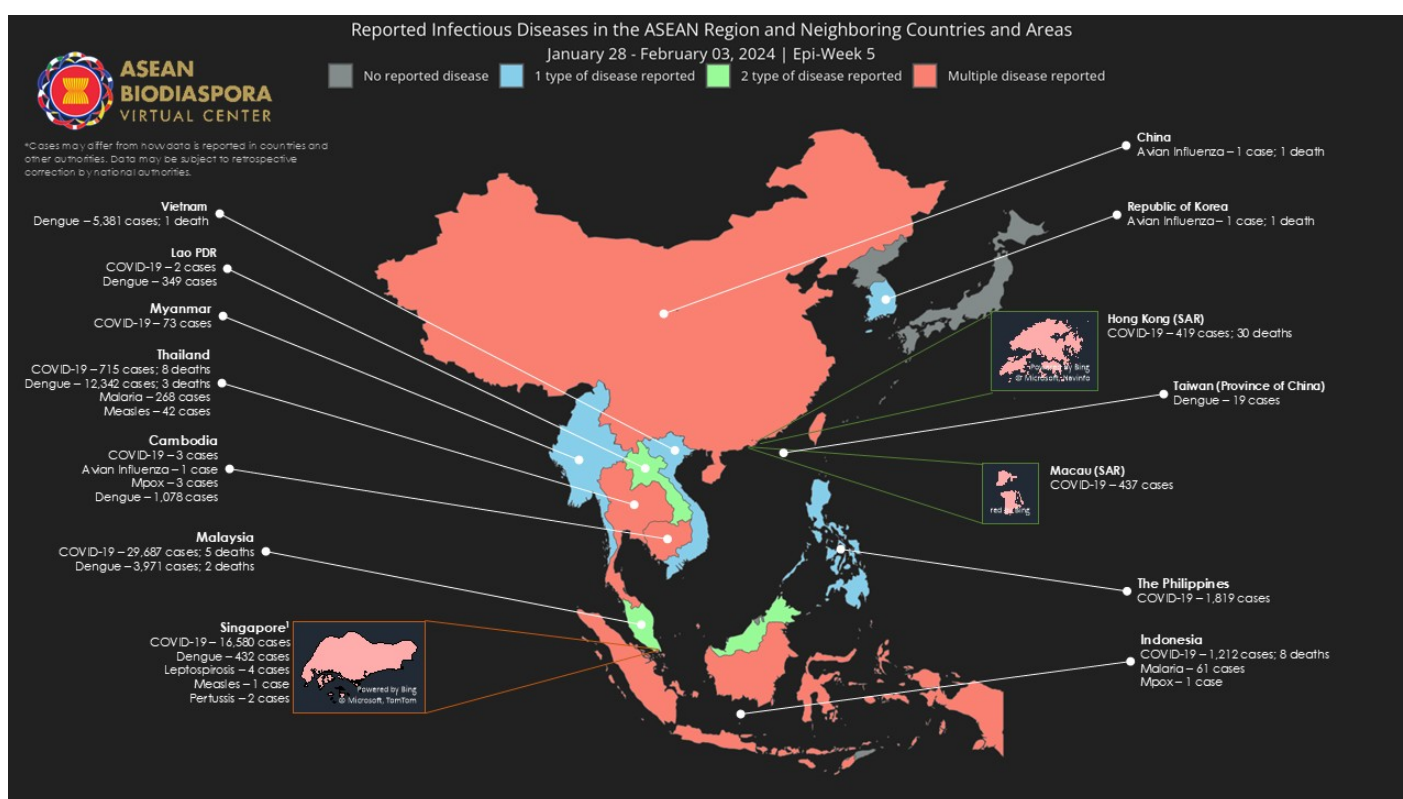 Reported Infectious Diseases in the ASEAN Region and Neighboring Countries and Areas
January 28 - February 03, 2024 | Epi-Week 5
No reported disease
1 type of disease reported
2 type of disease reported
Multiple disease reported
ASEAN
BIODIASPORA
VIRTUAL CENTER
*Cases may differ from how data is reported in countries and
other authorities. Data may be subject to retrospective
correction by national authorities.
Vietnam
Dengue – 5,381 cases; 1 death
Lao PDR
COVID-19 – 2 cases
Dengue – 349 cases
Myanmar
COVID-19 – 73 cases
Thailand
COVID-19 – 715 cases; 8 deaths
Dengue – 12,342 cases; 3 deaths
Malaria – 268 cases
Measles – 42 cases
Cambodia
COVID-19 – 3 cases
Avian Influenza – 1 case
Mpox – 3 cases
Dengue – 1,078 cases
Malaysia
COVID-19 – 29,687 cases; 5 deaths
Dengue – 3,971 cases; 2 deaths
Singapore¹
COVID-19 – 16,580 cases
Dengue – 432 cases
Leptospirosis – 4 cases
Measles – 1 case
Pertussis – 2 cases
Powered by Bing
© Microsoft, TomTom
China
Avian Influenza – 1 case; 1 death
Republic of Korea
Avian Influenza – 1 case; 1 death
Hong Kong (SAR)
COVID-19 – 419 cases; 30 deaths
Powered by Bing
© Microsoft, Navinfo
Taiwan (Province of China)
Dengue – 19 cases
Macau (SAR)
COVID-19 – 437 cases
red by Bing
The Philippines
COVID-19 – 1,819 cases
Indonesia
COVID-19 – 1,212 cases; 8 deaths
Malaria – 61 cases
Mpox – 1 case